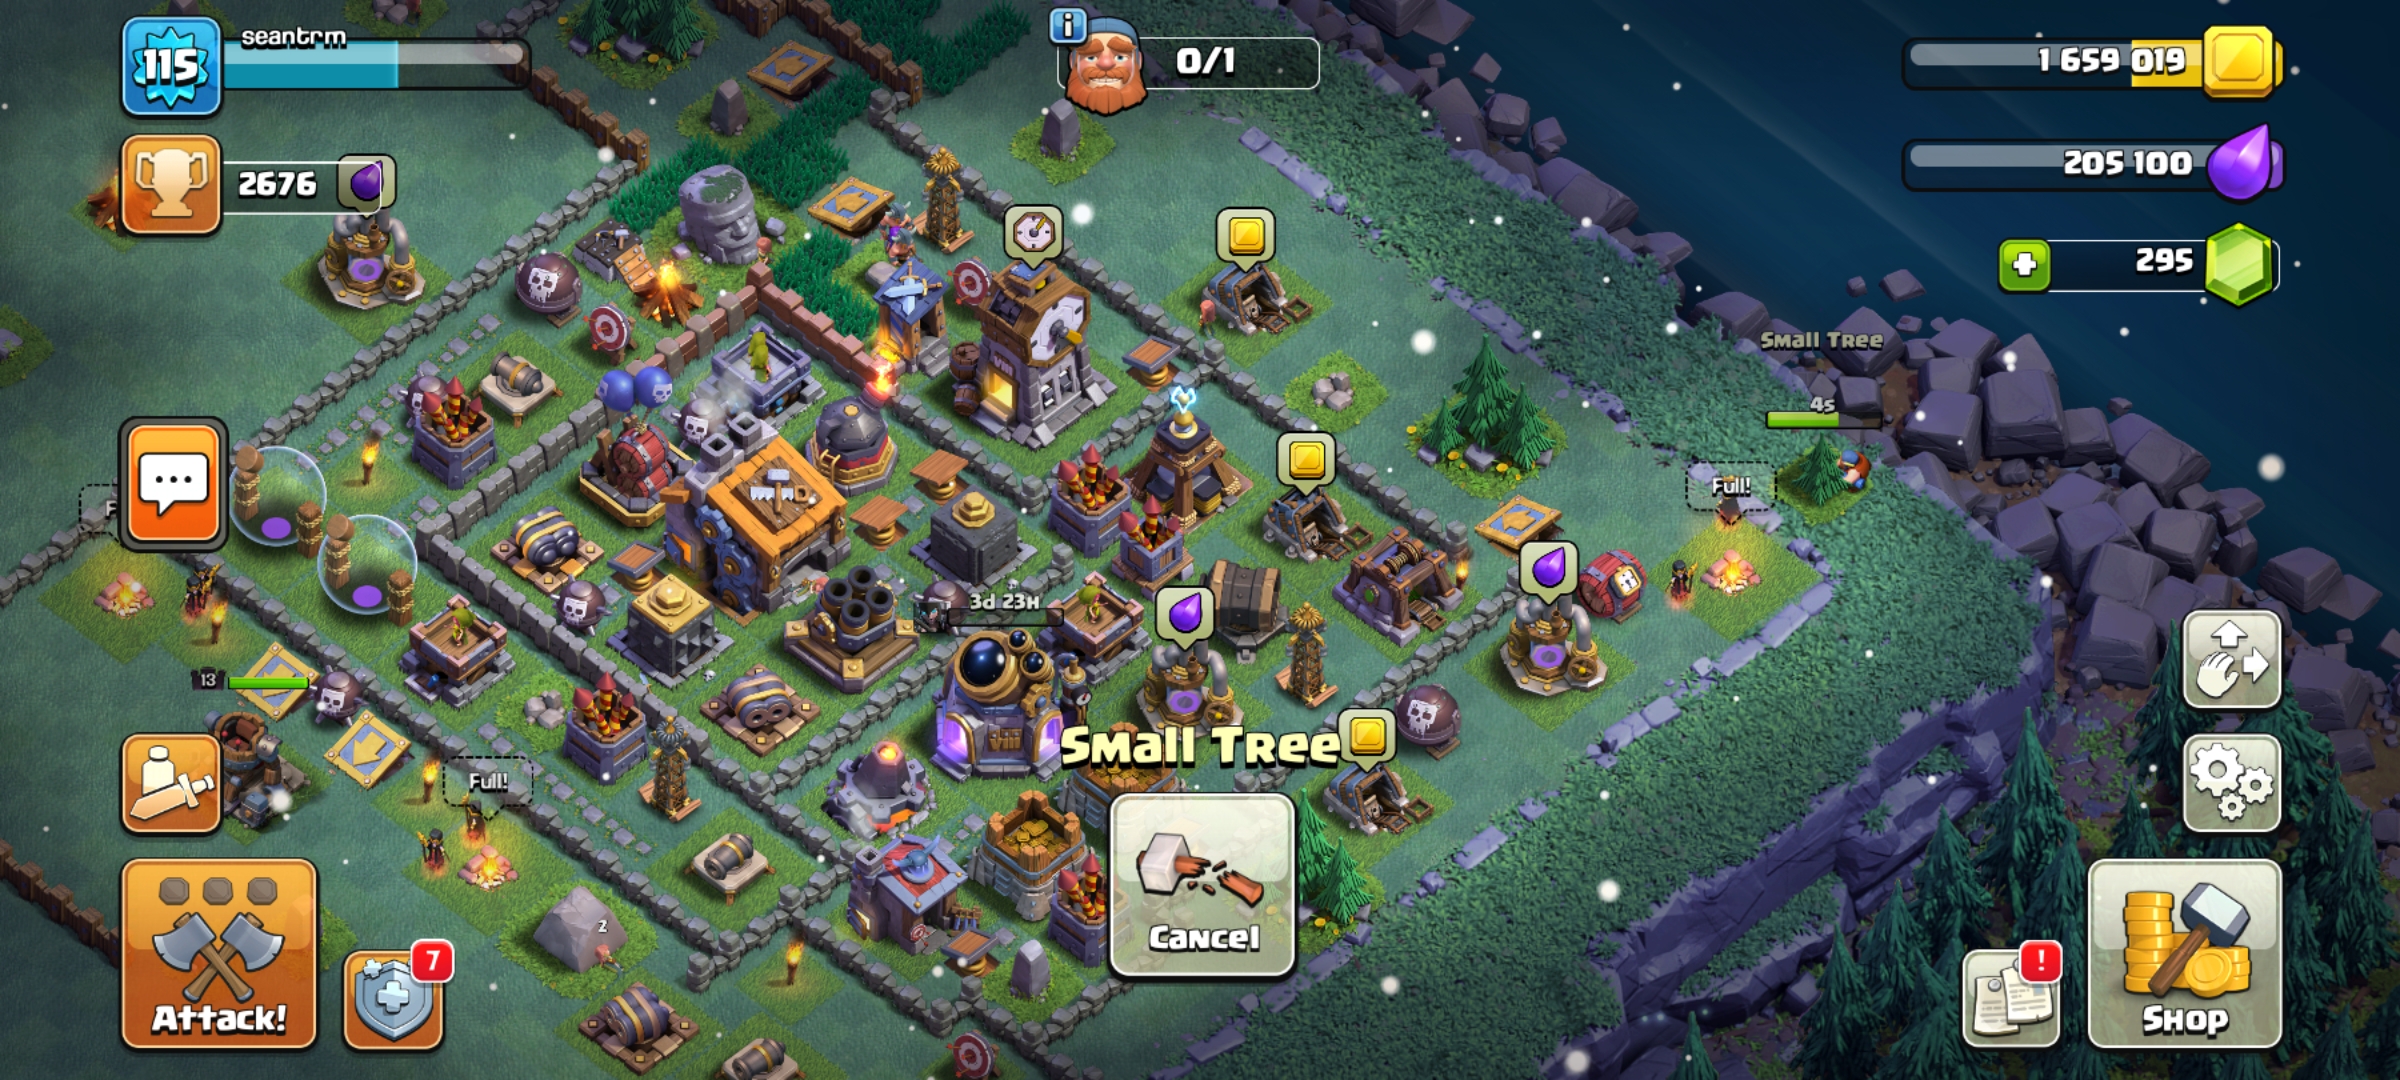 115
seantrm
i
0/1
1 659 019
2676
205 100
295
Small Tree
4s
Full!
3d 23H
13
Full!
Small Tree
Cancel
z
Attack!
7
!
Shop